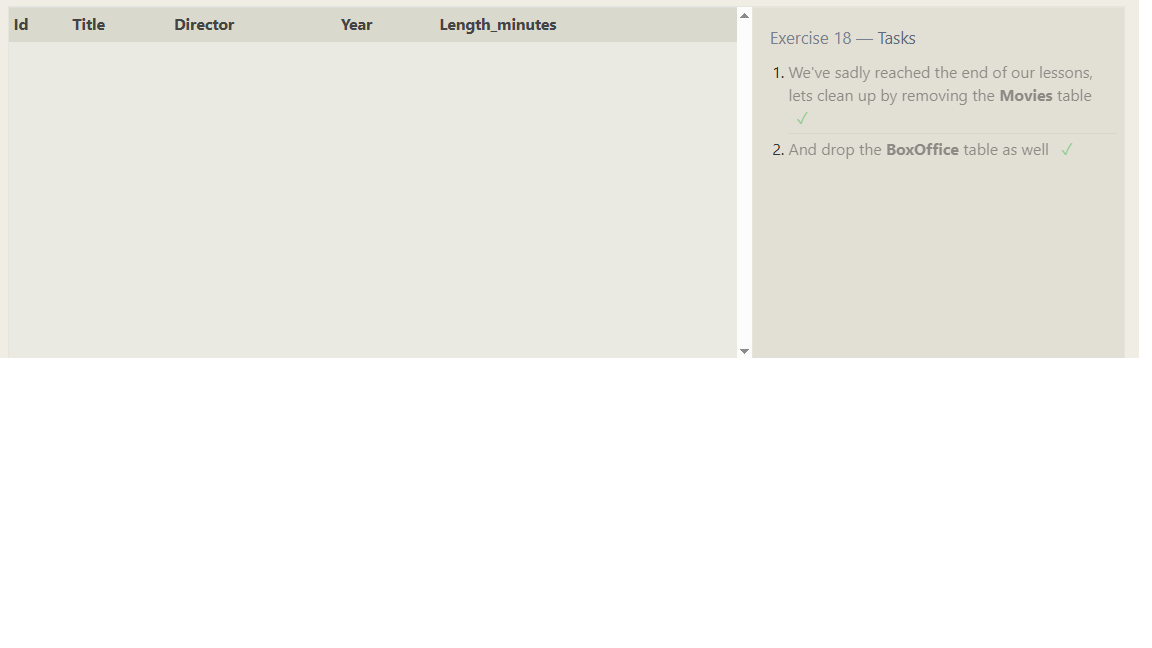 Id Title Director Year Length_minutes
Exercise 18 — Tasks
1. We've sadly reached the end of our lessons,
lets clean up by removing the Movies table
✓
2. And drop the BoxOffice table as well ✓